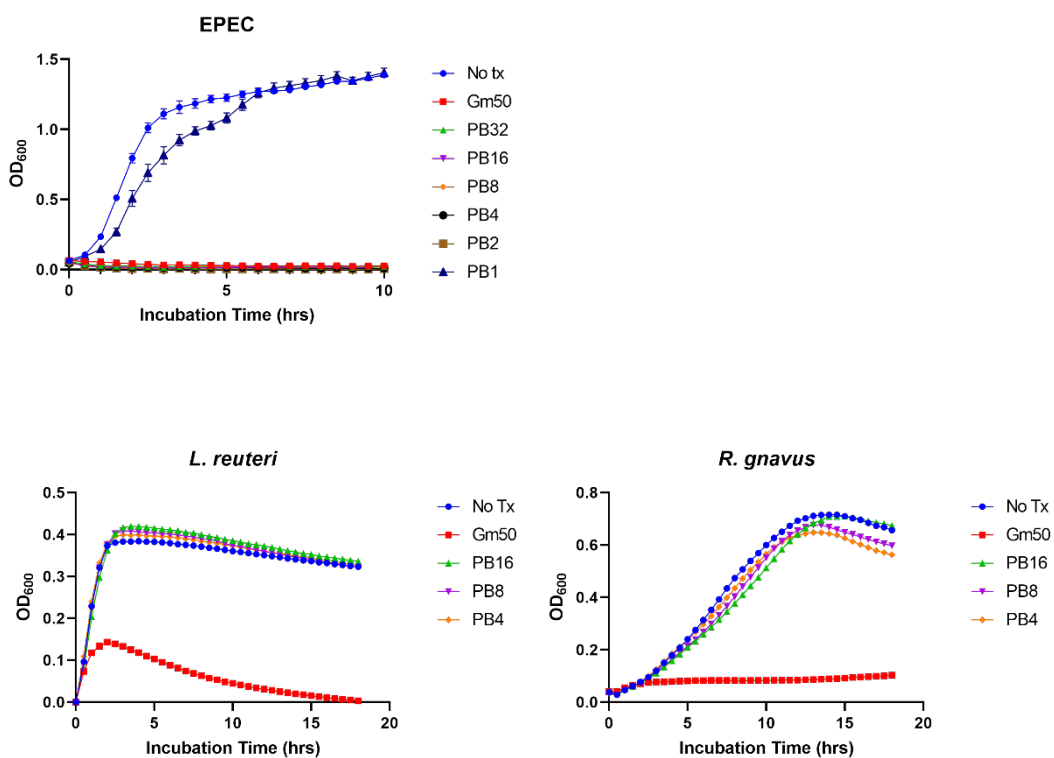 EPEC
1.5
1.0
0.5
0.0
OD600
0
5
10
Incubation Time (hrs)
No tx
Gm50
PB32
PB16
PB8
PB4
PB2
PB1
L. reuteri
0.5
0.4
0.3
0.2
0.1
0.0
OD600
0
5
10
15
20
Incubation Time (hrs)
No Tx
Gm50
PB16
PB8
PB4
R. gnavus
0.8
0.6
0.4
0.2
0.0
OD600
0
5
10
15
20
Incubation Time (hrs)
No Tx
Gm50
PB16
PB8
PB4